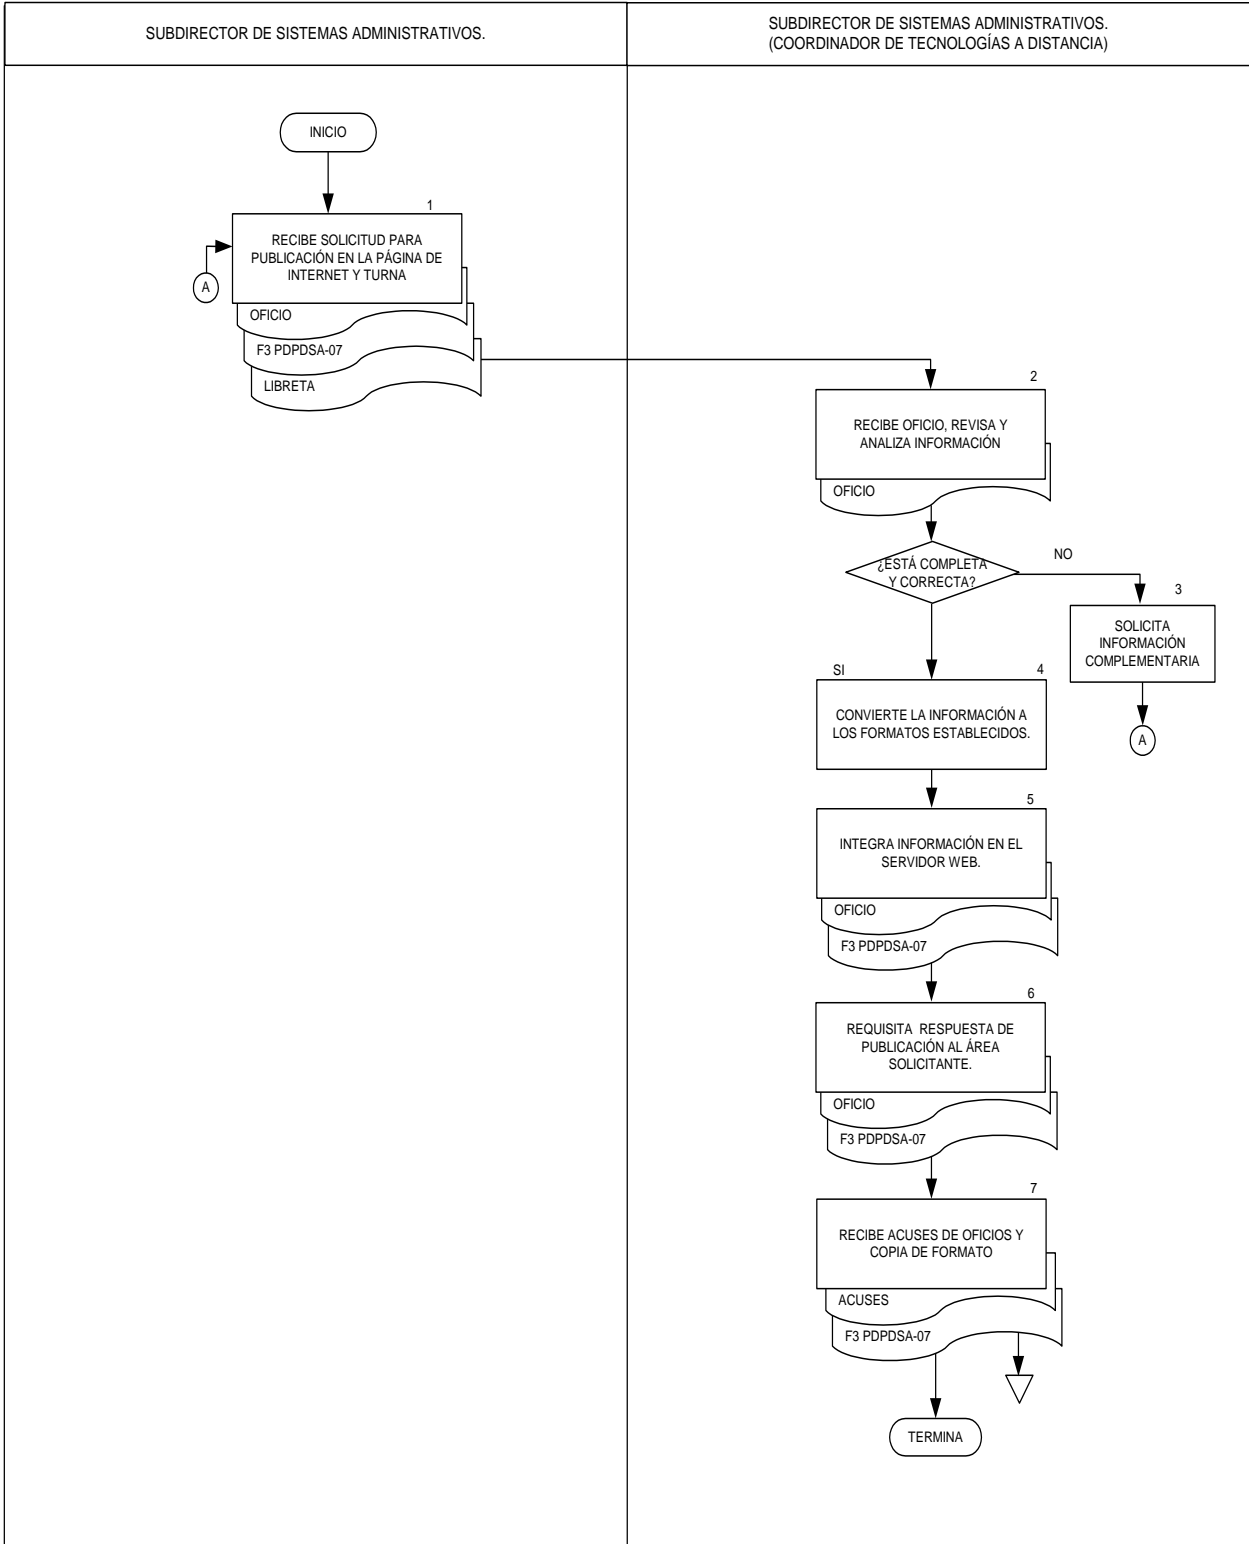 SUBDIRECTOR DE SISTEMAS ADMINISTRATIVOS.
SUBDIRECTOR DE SISTEMAS ADMINISTRATIVOS.
(COORDINADOR DE TECNOLOGÍAS A DISTANCIA)
INICIO
1
RECIBE SOLICITUD PARA
PUBLICACIÓN EN LA PÁGINA DE
INTERNET Y TURNA
A
OFICIO
F3 PDPDSA-07
LIBRETA
2
RECIBE OFICIO, REVISA Y
ANALIZA INFORMACIÓN
OFICIO
¿ESTÁ COMPLETA
Y CORRECTA?
NO
3
SOLICITA
INFORMACIÓN
COMPLEMENTARIA
A
SI
4
CONVIERTE LA INFORMACIÓN A
LOS FORMATOS ESTABLECIDOS.
5
INTEGRA INFORMACIÓN EN EL
SERVIDOR WEB.
OFICIO
F3 PDPDSA-07
6
REQUISITA  RESPUESTA DE
PUBLICACIÓN AL ÁREA
SOLICITANTE.
OFICIO
F3 PDPDSA-07
7
RECIBE ACUSES DE OFICIOS Y
COPIA DE FORMATO
ACUSES
F3 PDPDSA-07
TERMINA